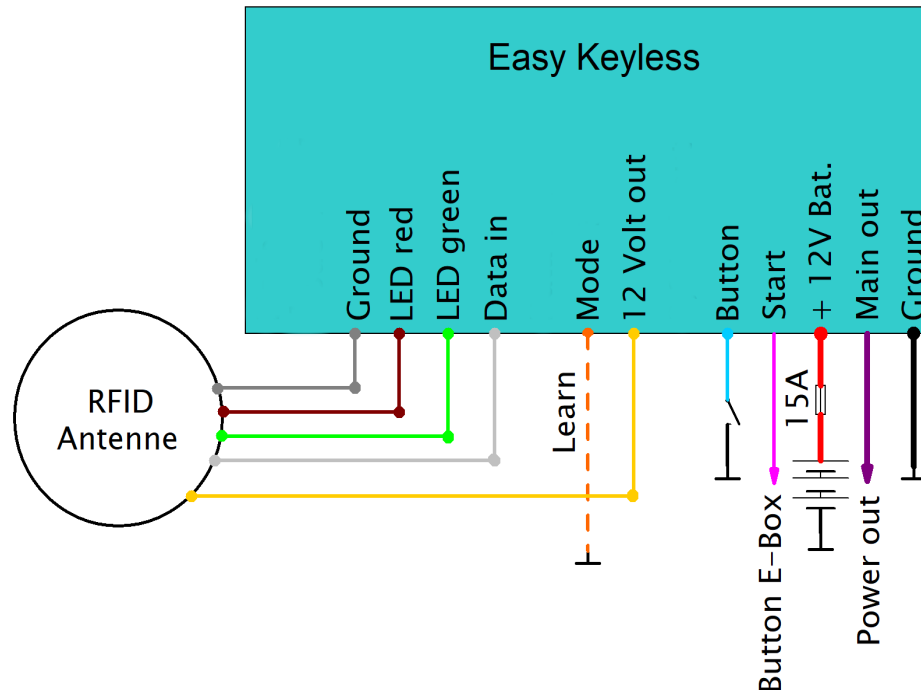 Easy Keyless
Ground
LED red
LED green
Data in
Mode
12 Volt out
Button
Start
+ 12V Bat.
Main out
Ground
RFID
Antenne
Learn
15A
Button E-Box
Power out